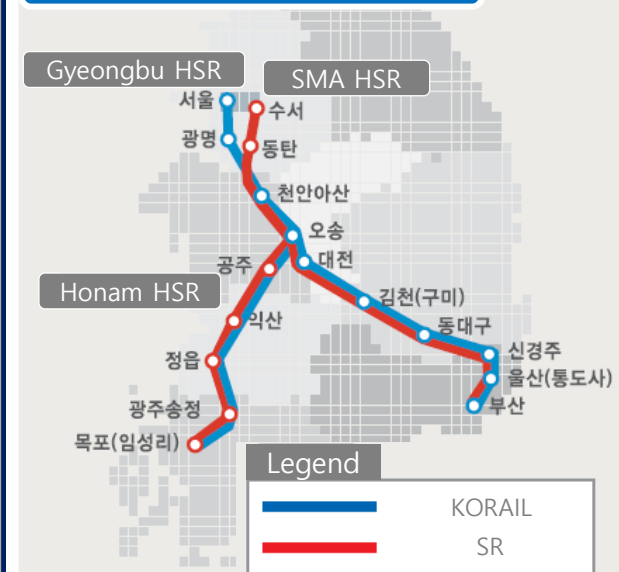 Gyeongbu HSR
SMA HSR
서울
수서
광명
동탄
천안아산
오송
공주
대전
Honam HSR
김천(구미)
익산
동대구
정읍
신경주
울산(통도사)
광주송정
부산
목포(임성리)
Legend
KORAIL
SR